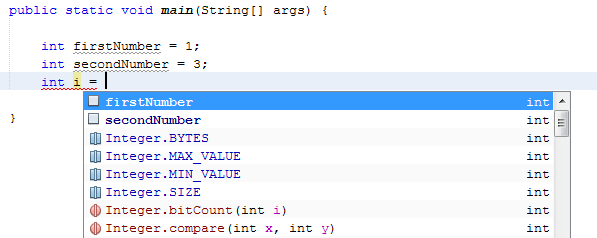 public static void main(String[] args) {
int firstNumber = 1;
int secondNumber = 3;
int i =
firstNumber int
secondNumber int
Integer.BYTES int
Integer.MAX_VALUE int
Integer.MIN_VALUE int
Integer.SIZE int
Integer.bitCount(int i) int
Integer.compare(int x, int y) int
}